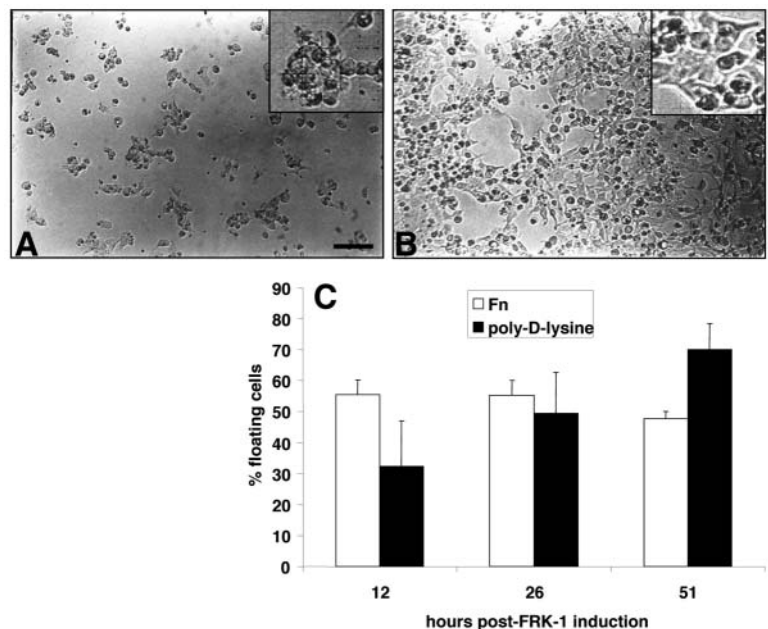 A
B
C
Fn
poly-D-lysine
90
80
70
60
50
40
30
20
10
0
% floating cells
12 26 51
hours post-FRK-1 induction